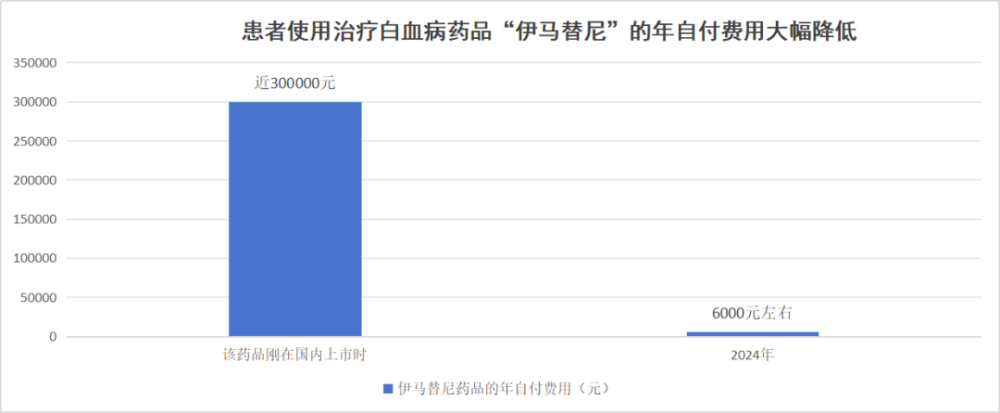 患者使用治疗白血病药品“伊马替尼”的年自付费用大幅降低
350000
300000
250000
200000
150000
100000
50000
0
近300000元
6000元左右
该药品刚在国内上市时
2024年
伊马替尼药品的年自付费用（元）